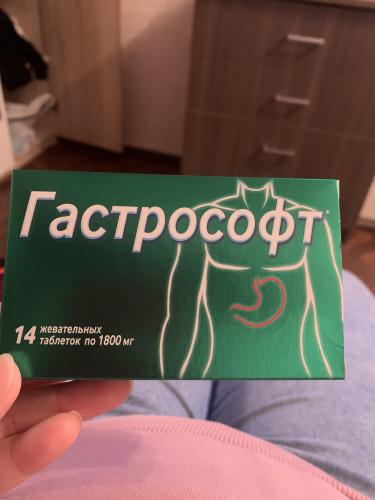 Гастрософт
14 жевательных
таблеток по 1800 мг